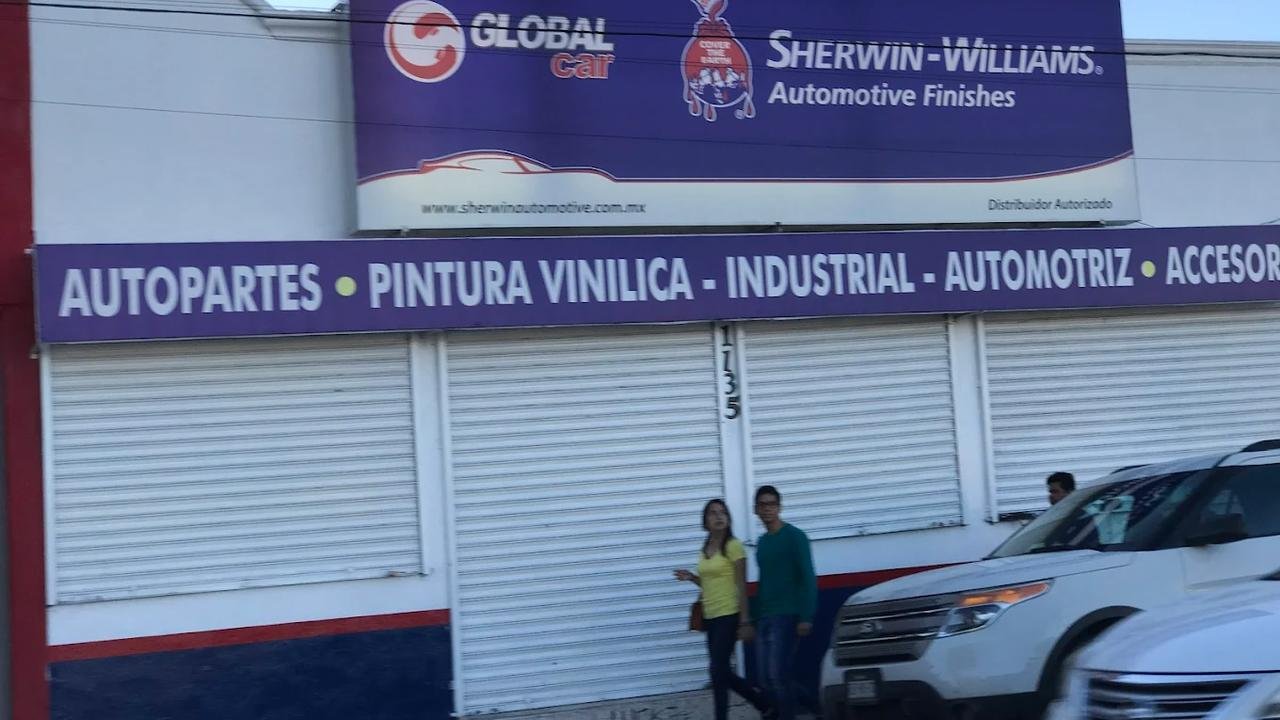 GLOBAL
car
COVER
THE
EARTH
SHERWIN-WILLIAMS®
Automotive Finishes
www.sherwinautomotive.com.mx
Distribuidor Autorizado
AUTOPARTES • PINTURA VINILICA - INDUSTRIAL - AUTOMOTRIZ • ACCESOR
1735